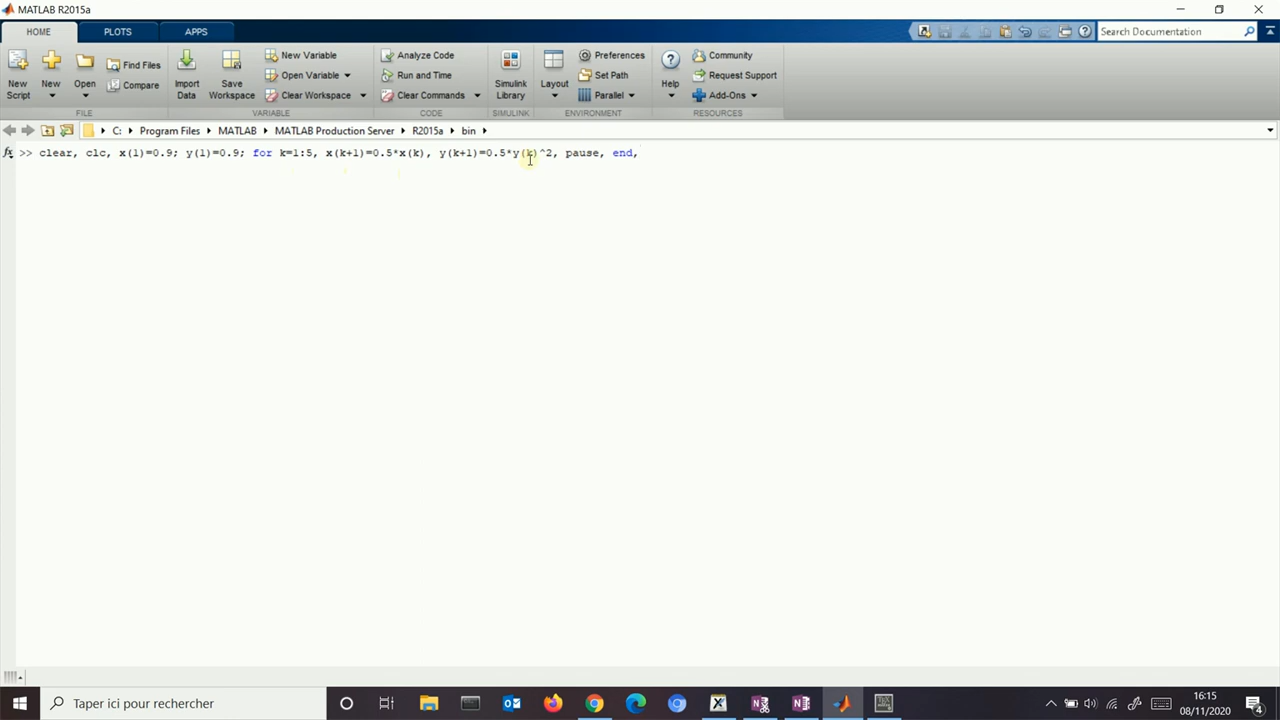 MATLAB R2015a
HOME PLOTS APPS
Search Documentation
New Script
New
Open
Find Files
Compare
Import Data
Save Workspace
New Variable
Open Variable
Clear Workspace
Analyze Code
Run and Time
Clear Commands
Simulink Library
Layout
Preferences
Set Path
Parallel
Help
Community
Request Support
Add-Ons
FILE VARIABLE CODE SIMULINK ENVIRONMENT RESOURCES
C: Program Files MATLAB MATLAB Production Server R2015a bin
fx >> clear, clc, x(1)=0.9; y(1)=0.9; for k=1:5, x(k+1)=0.5*x(k), y(k+1)=0.5*y(k)^2, pause, end,
Taper ici pour rechercher
16:15
08/11/2020
4